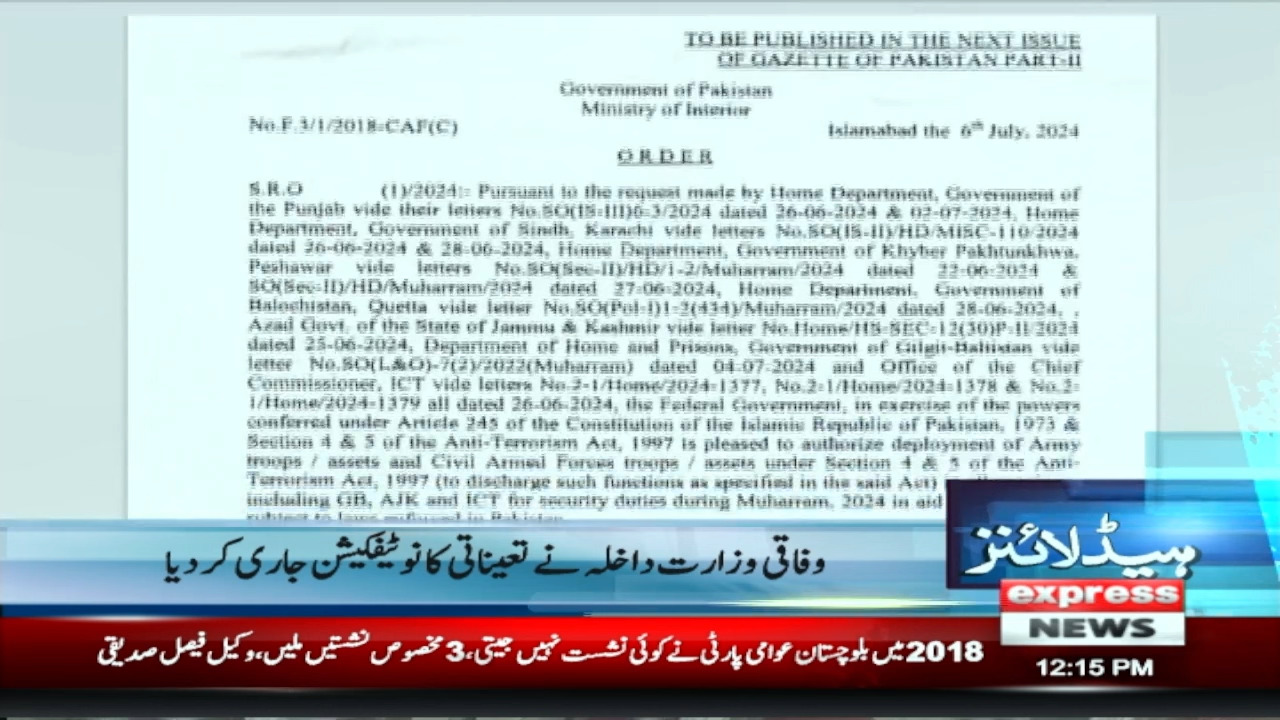 TO BE PUBLISHED IN THE NEXT ISSUE
OF GAZETTE OF PAKISTAN PART-II
Government of Pakistan
Ministry of Interior
No.F.3/1/2018-CAF(C)
Islamabad the 6th July, 2024
ORDER
S.R.O (1)/2024:- Pursuant to the request made by Home Department, Government of
the Punjab vide their letters No.SO(IS-III)6-3/2024 dated 26-06-2024 & 02-07-2024, Home
Department, Government of Sindh, Karachi vide letters No.SO(IS-II)/HD/MISC-110/2024
dated 26-06-2024 & 28-06-2024, Home Department, Government of Khyber Pakhtunkhwa,
Peshawar vide letters No.SO(Sec-II)/HD/1-2/Muharram/2024 dated 22-06-2024 &
SO(Sec-II)/HD/Muharram/2024 dated 27-06-2024, Home Department, Government of
Balochistan, Quetta vide letter No.SO(Pol-I)1-2(434)/Muharram/2024 dated 28-06-2024, ,
Azad Govt. of the State of Jammu & Kashmir vide letter No.Home/HS-SEC-12(30)P-II/2024
dated 25-06-2024, Department of Home and Prisons, Government of Gilgit-Baltistan vide
letter No.SO(L&O)-7(2)/2022(Muharram) dated 04-07-2024 and Office of the Chief
Commissioner, ICT vide letters No.2-1/Home/2024-1377, No.2-1/Home/2024-1378 & No.2-
1/Home/2024-1379 all dated 26-06-2024, the Federal Government, in exercise of the powers
conferred under Article 245 of the Constitution of the Islamic Republic of Pakistan, 1973 &
Section 4 & 5 of the Anti-Terrorism Act, 1997 is pleased to authorize deployment of Army
troops / assets and Civil Armed Forces troops / assets under Section 4 & 5 of the Anti-
Terrorism Act, 1997 (to discharge such functions as specified in the said Act)
including GB, AJK and ICT for security duties during Muharram, 2024 in aid
وفاقی وزارت داخلہ نے تعیناتی کا نوٹیفکیشن جاری کر دیا
ہیڈلائنز
express
NEWS
2018 میں بلوچستان عوامی پارٹی نے کوئی نشست نہیں جیتی،3 مخصوص نشستیں ملیں،وکیل فیصل صدیقی
12:15 PM